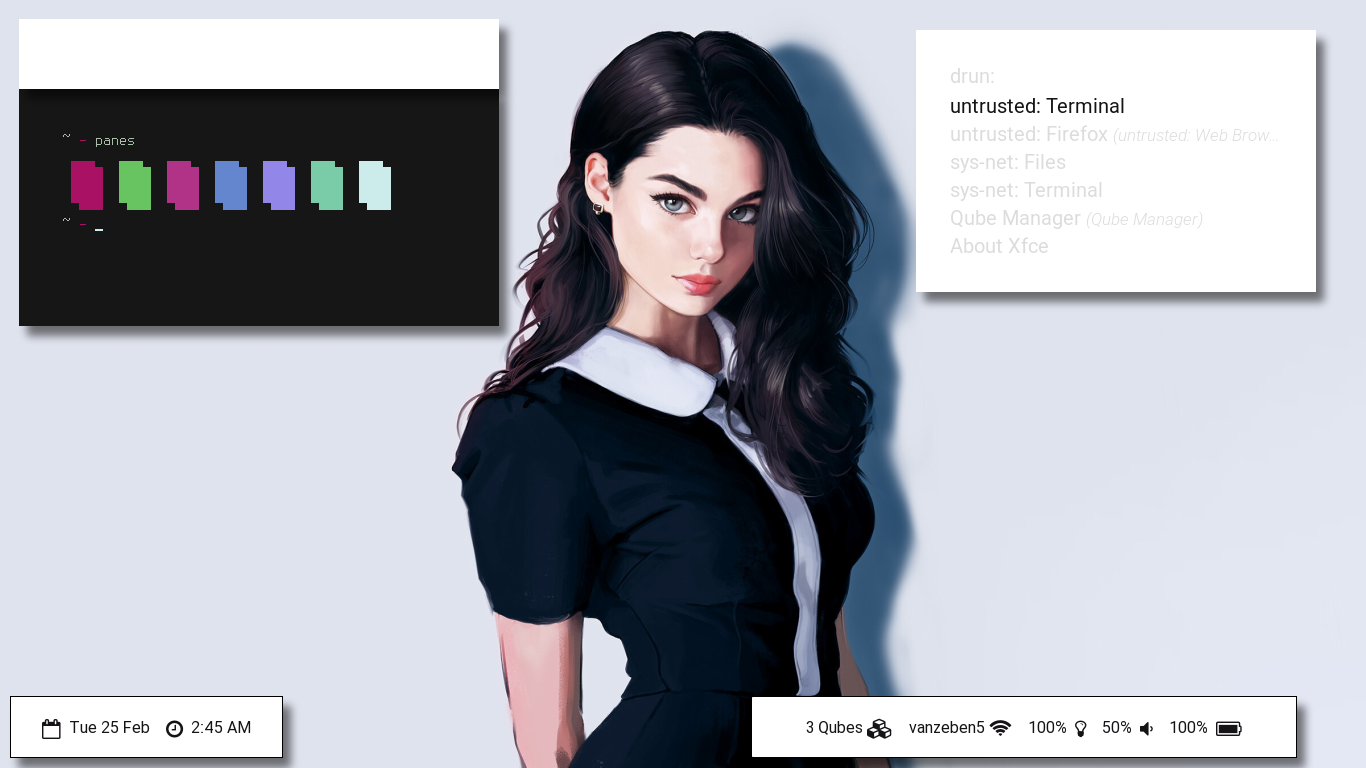 ~ - panes
~ - _
drun:
untrusted: Terminal
untrusted: Firefox (untrusted: Web Brow...
sys-net: Files
sys-net: Terminal
Qube Manager (Qube Manager)
About Xfce
Tue 25 Feb 2:45 AM
3 Qubes vanzeben5 100% 50% 100%